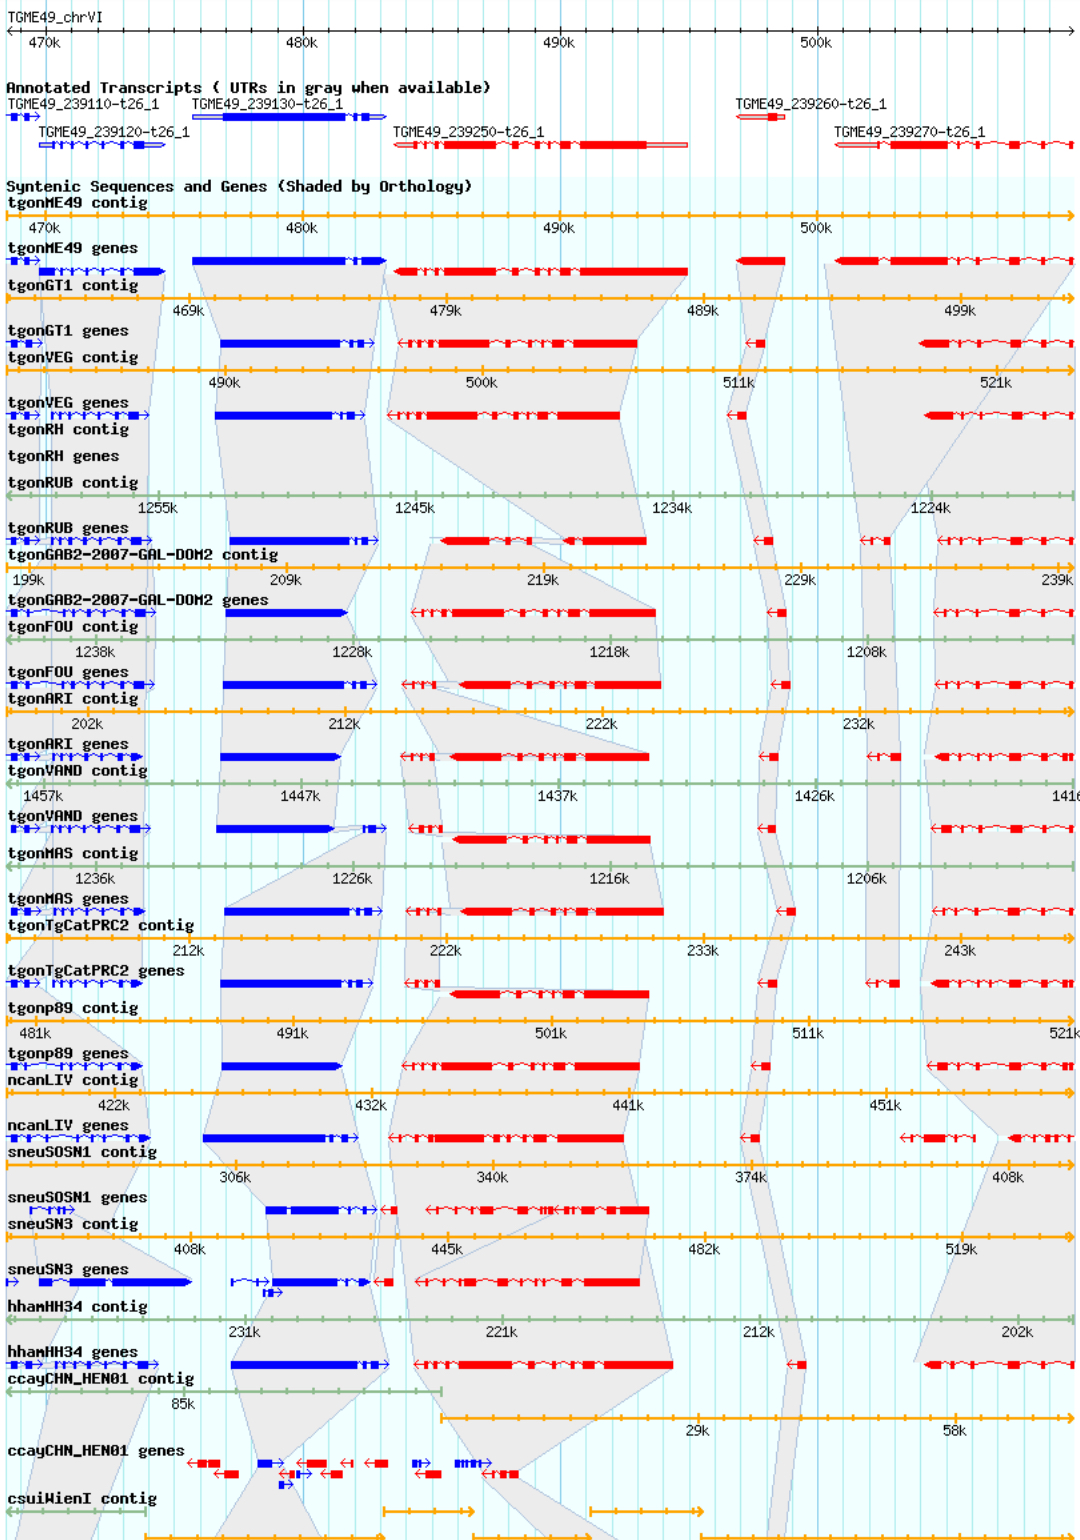 TGME49_chrVI
470k 480k 490k 500k
Annotated Transcripts ( UTRs in gray when available)
TGME49_239110-t26_1 TGME49_239130-t26_1 TGME49_239260-t26_1
TGME49_239120-t26_1 TGME49_239250-t26_1 TGME49_239270-t26_1
Syntenic Sequences and Genes (Shaded by Orthology)
tgonME49 contig
470k 480k 490k 500k
tgonME49 genes
tgonGT1 contig
469k 479k 489k 499k
tgonGT1 genes
tgonVEG contig
490k 500k 511k 521k
tgonVEG genes
tgonRH contig
tgonRH genes
tgonRUB contig
1255k 1245k 1234k 1224k
tgonRUB genes
tgonGAB2-2007-GAL-DOM2 contig
199k 209k 219k 229k 239k
tgonGAB2-2007-GAL-DOM2 genes
tgonFOU contig
1238k 1228k 1218k 1208k
tgonFOU genes
tgonARI contig
202k 212k 222k 232k
tgonARI genes
tgonVAND contig
1457k 1447k 1437k 1426k 1416
tgonVAND genes
tgonMAS contig
1236k 1226k 1216k 1206k
tgonMAS genes
tgonTgCatPRC2 contig
212k 222k 233k 243k
tgonTgCatPRC2 genes
tgonp89 contig
481k 491k 501k 511k 521k
tgonp89 genes
ncanLIV contig
422k 432k 441k 451k
ncanLIV genes
sneuSOSN1 contig
306k 340k 374k 408k
sneuSOSN1 genes
sneuSN3 contig
408k 445k 482k 519k
sneuSN3 genes
hhamHH34 contig
231k 221k 212k 202k
hhamHH34 genes
ccayCHN_HEN01 contig
85k
29k 58k
ccayCHN_HEN01 genes
csuiWienI contig